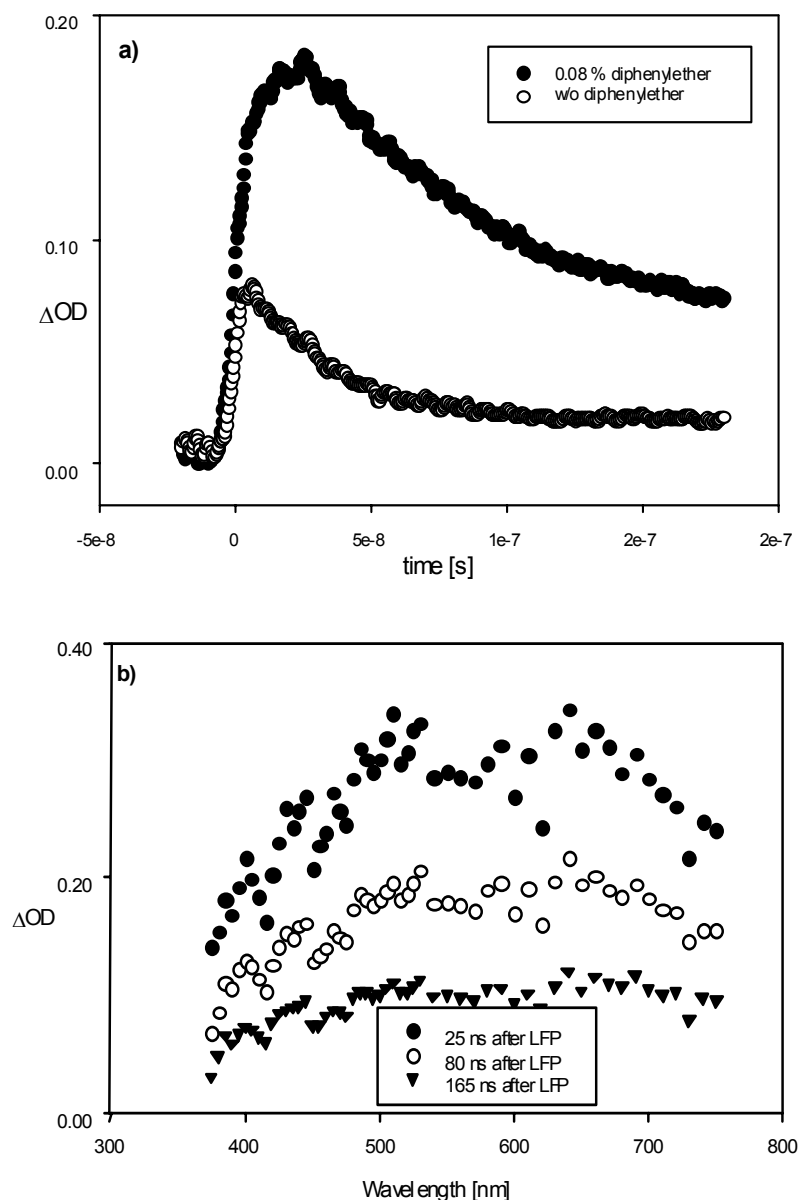 0.20
a)
0.08 % diphenylether
w/o diphenylether
0.10
ΔOD
0.00
-5e-8 0 5e-8 1e-7 2e-7 2e-7
time [s]
0.40
b)
0.20
ΔOD
25 ns after LFP
80 ns after LFP
165 ns after LFP
0.00
300 400 500 600 700 800
Wavelength [nm]